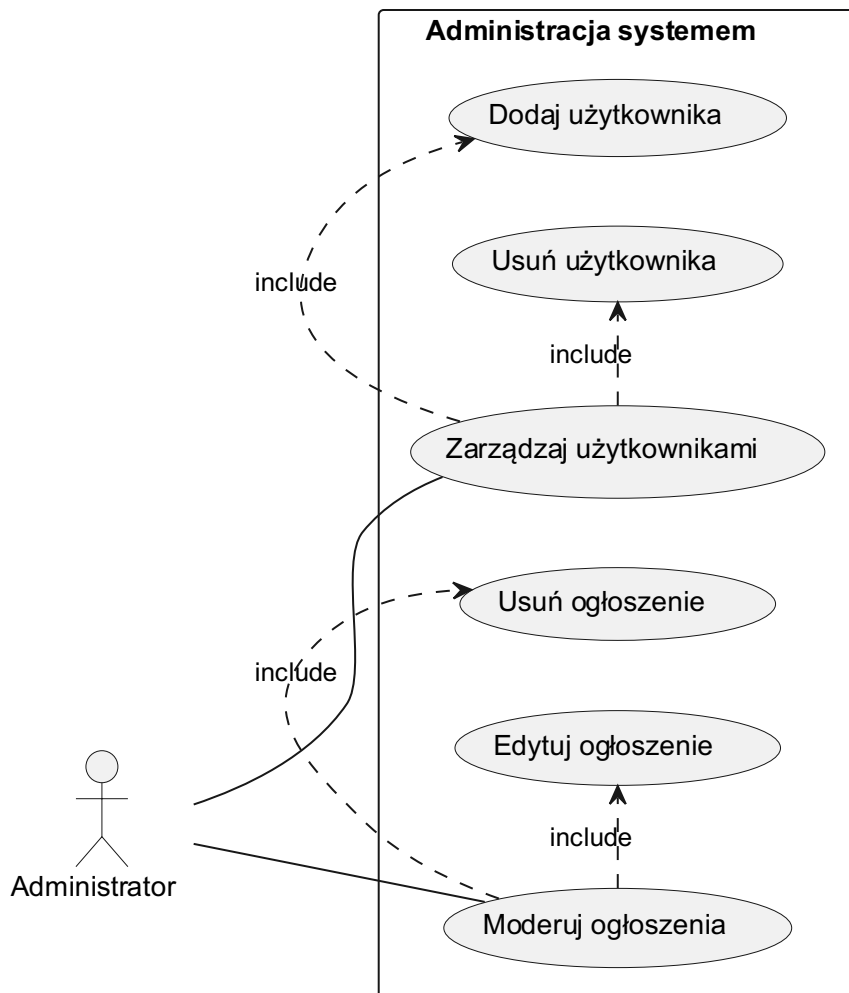 Administracja systemem
Dodaj użytkownika
Usuń użytkownika
include
include
Zarządzaj użytkownikami
Usuń ogłoszenie
include
Edytuj ogłoszenie
include
Administrator
Moderuj ogłoszenia